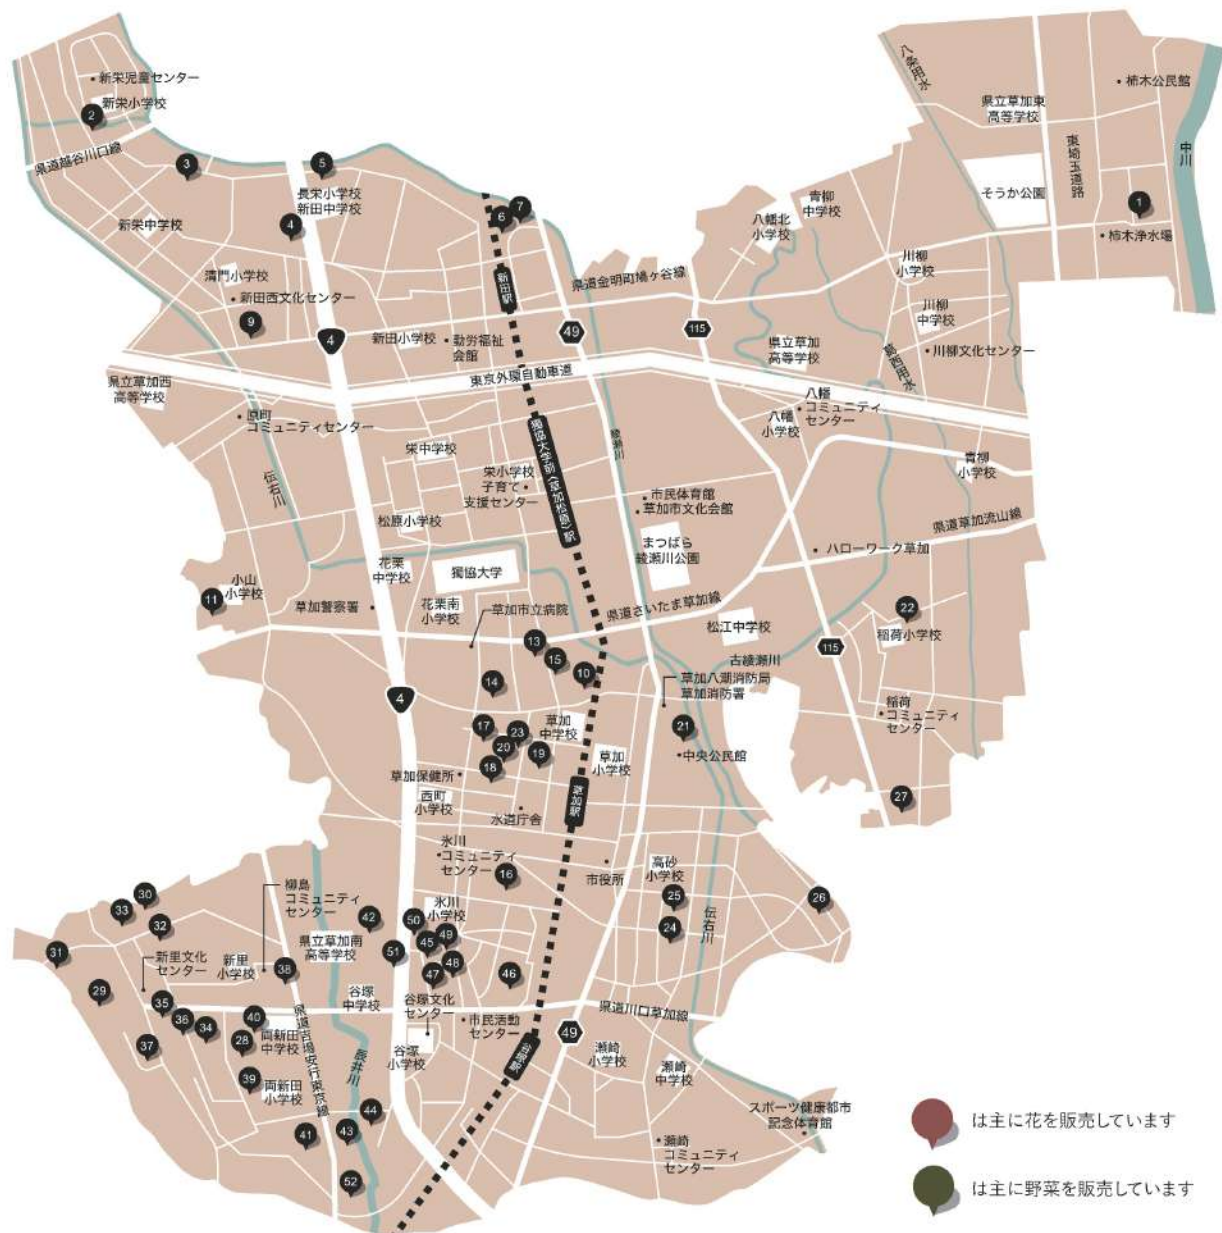 新栄児童センター
新栄小学校
2
県道越谷川口線
3
5
長栄小学校
新田中学校
4
新栄中学校
清門小学校
新田西文化センター
9
4
新田小学校
勤労福祉
会館
6
7
新田駅
49
県道金明町鳩ヶ谷線
115
東京外環自動車道
八条用水
県立草加東
高等学校
柿木公民館
東埼玉道路
中川
そうか公園
1
柿木浄水場
青柳
中学校
八幡北
小学校
川柳
小学校
川柳
中学校
川柳文化センター
県立草加
高等学校
葛西用水
八幡
コミュニティ
センター
八幡
小学校
青柳
小学校
県道草加流山線
県立草加西
高等学校
原町
コミュニティセンター
伝右川
栄中学校
栄小学校
子育て
支援センター
獨協大学前〈草加松原〉駅
綾瀬川
市民体育館
草加市文化会館
まつばら
綾瀬川公園
ハローワーク草加
松原小学校
花栗
中学校
獨協大学
小山
小学校
11
草加警察署
花栗南
小学校
草加市立病院
県道さいたま草加線
松江中学校
22
稲荷小学校
13
15
10
14
115
古綾瀬川
草加八潮消防局
草加消防署
4
稲荷
コミュニティ
センター
17
23
20
草加
中学校
19
18
草加
小学校
21
中央公民館
草加保健所
西町
小学校
水道庁舎
草加駅
27
氷川
コミュニティ
センター
16
市役所
高砂
小学校
25
24
伝右川
26
柳島
コミュニティ
センター
30
33
32
31
29
新里文化
センター
新里
小学校
38
県立草加南
高等学校
42
50
氷川
小学校
45
49
51
47
48
46
35
36
34
40
28
両新田
中学校
37
39
両新田
小学校
谷塚
中学校
谷塚文化
センター
市民活動
センター
谷塚
小学校
県道川口草加線
49
谷塚駅
瀬崎
小学校
瀬崎
中学校
県道吉場安行東京線
辰井川
41
43
44
52
スポーツ健康都市
記念体育館
瀬崎
コミュニティ
センター
は主に花を販売しています
は主に野菜を販売しています